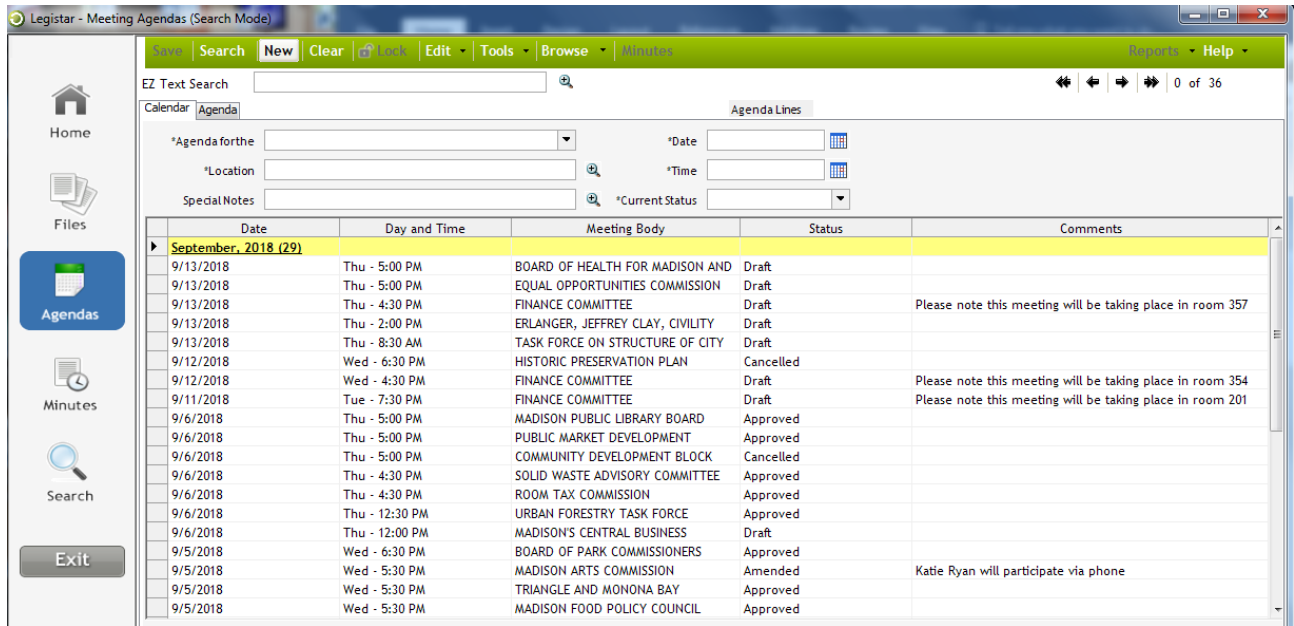 Legistar - Meeting Agendas (Search Mode)
Save Search New Clear Lock Edit Tools Browse Minutes Reports Help
EZ Text Search 0 of 36
Calendar Agenda Agenda Lines
*Agenda forthe *Date
*Location *Time
Special Notes *Current Status
Home
Files
Agendas
Minutes
Search
Exit
Date Day and Time Meeting Body Status Comments
September, 2018 (29)
9/13/2018 Thu - 5:00 PM BOARD OF HEALTH FOR MADISON AND Draft
9/13/2018 Thu - 5:00 PM EQUAL OPPORTUNITIES COMMISSION Draft
9/13/2018 Thu - 4:30 PM FINANCE COMMITTEE Draft Please note this meeting will be taking place in room 357
9/13/2018 Thu - 2:00 PM ERLANGER, JEFFREY CLAY, CIVILITY Draft
9/13/2018 Thu - 8:30 AM TASK FORCE ON STRUCTURE OF CITY Draft
9/12/2018 Wed - 6:30 PM HISTORIC PRESERVATION PLAN Cancelled
9/12/2018 Wed - 4:30 PM FINANCE COMMITTEE Draft Please note this meeting will be taking place in room 354
9/11/2018 Tue - 7:30 PM FINANCE COMMITTEE Draft Please note this meeting will be taking place in room 201
9/6/2018 Thu - 5:00 PM MADISON PUBLIC LIBRARY BOARD Approved
9/6/2018 Thu - 5:00 PM PUBLIC MARKET DEVELOPMENT Approved
9/6/2018 Thu - 5:00 PM COMMUNITY DEVELOPMENT BLOCK Cancelled
9/6/2018 Thu - 4:30 PM SOLID WASTE ADVISORY COMMITTEE Approved
9/6/2018 Thu - 4:30 PM ROOM TAX COMMISSION Approved
9/6/2018 Thu - 12:30 PM URBAN FORESTRY TASK FORCE Approved
9/6/2018 Thu - 12:00 PM MADISON'S CENTRAL BUSINESS Draft
9/5/2018 Wed - 6:30 PM BOARD OF PARK COMMISSIONERS Approved
9/5/2018 Wed - 5:30 PM MADISON ARTS COMMISSION Amended Katie Ryan will participate via phone
9/5/2018 Wed - 5:30 PM TRIANGLE AND MONONA BAY Approved
9/5/2018 Wed - 5:30 PM MADISON FOOD POLICY COUNCIL Approved